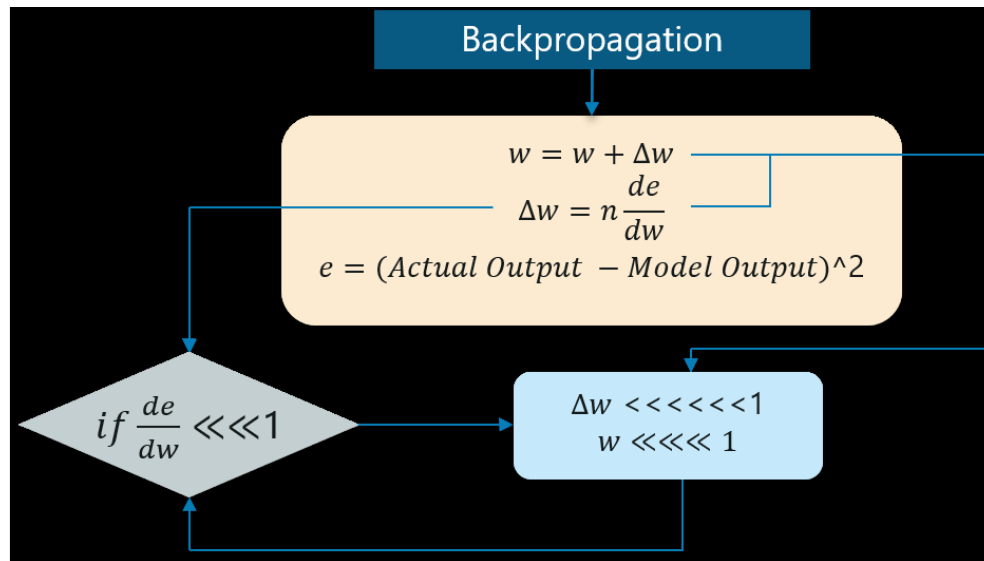 Backpropagation
w = w + Δw
Δw = n de/dw
e = (Actual Output − Model Output)^2
if de/dw ⋘1
Δw <<<<<<1
w ⋘≪ 1